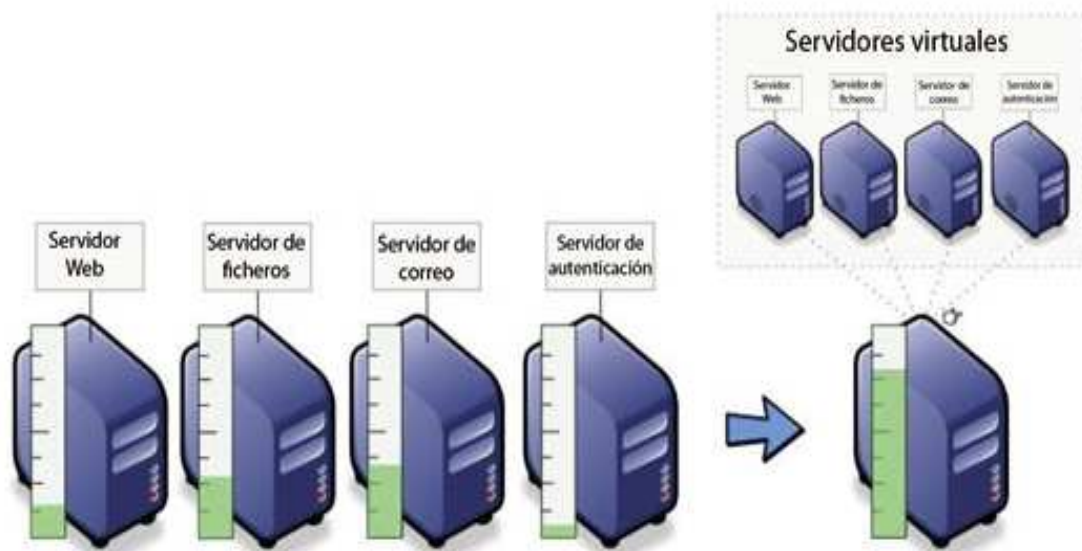 Servidores virtuales
Servidor
Web
Servidor de
ficheros
Servidor de
correo
Servidor de
autenticación
Servidor
Web
Servidor de
ficheros
Servidor de
correo
Servidor de
autenticación